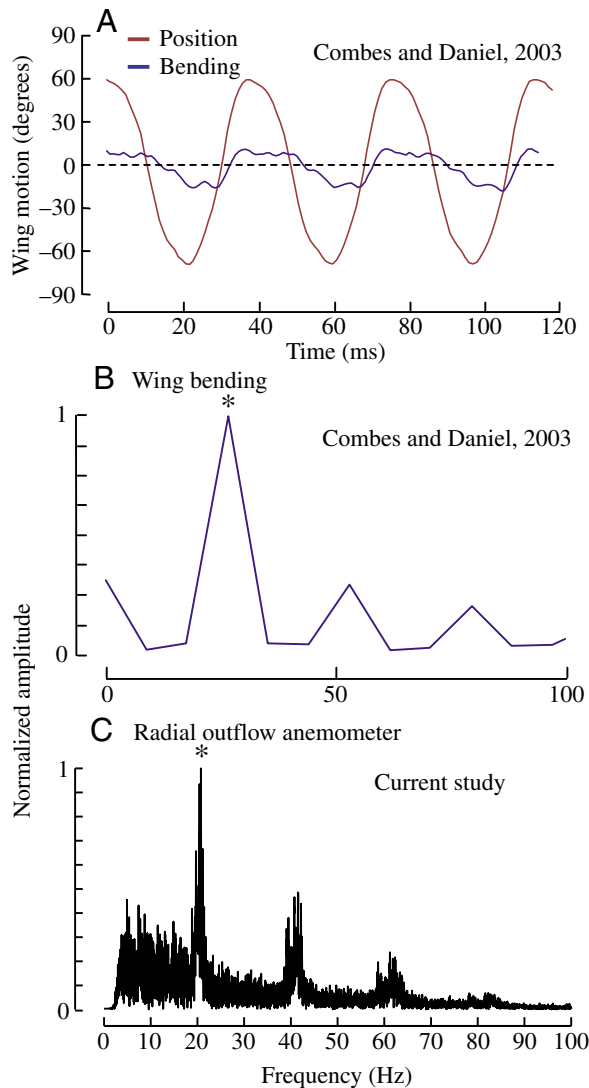 A
Position
Bending
Combes and Daniel, 2003
Wing motion (degrees)
90
60
30
0
–30
–60
–90
0 20 40 60 80 100 120
Time (ms)
B Wing bending
*
Combes and Daniel, 2003
1
0
0 50 100
Normalized amplitude
C Radial outflow anemometer
*
Current study
1
0
0 10 20 30 40 50 60 70 80 90 100
Frequency (Hz)